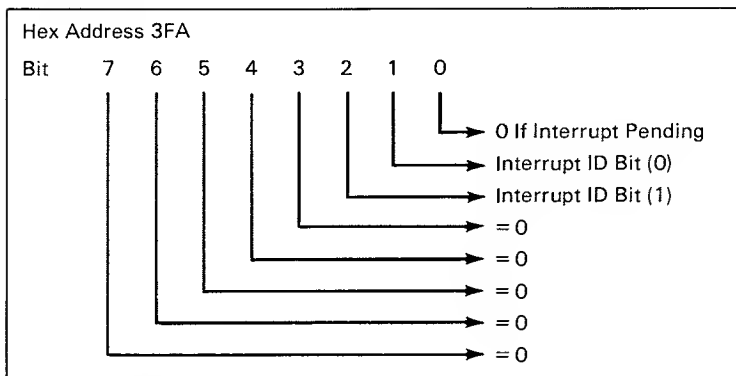 Hex Address 3FA
Bit 7 6 5 4 3 2 1 0
0 If Interrupt Pending
Interrupt ID Bit (0)
Interrupt ID Bit (1)
= 0
= 0
= 0
= 0
= 0